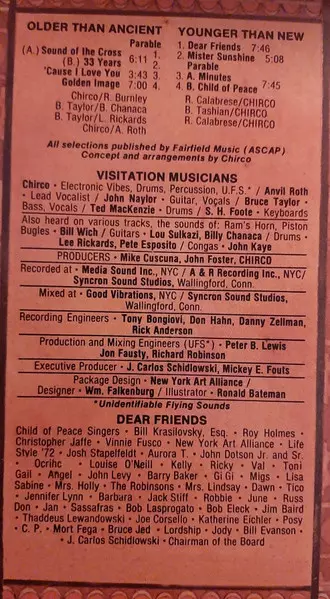 OLDER THAN ANCIENT
Parable
(A.) Sound of the Cross 1.
(B.) 33 Years 6:11 2.
'Cause I Love You 3:43 3.
Golden Image 7:00 4.
Chirco/R. Burnley
B. Taylor/B. Chanaca
B. Taylor/L. Rickards
Chirco/A. Roth
YOUNGER THAN NEW
1. Dear Friends 7:46
2. Mister Sunshine 5:08
Parable
3. A. Minutes
4. B. Child of Peace 7:45
R. Calabrese/CHIRCO
B. Tashian/CHIRCO
R. Calabrese/CHIRCO
All selections published by Fairfield Music (ASCAP)
Concept and arrangements by Chirco
VISITATION MUSICIANS
Chirco • Electronic Vibes, Drums, Percussion, U.F.S.* / Anvil Roth
• Lead Vocalist / John Naylor • Guitar, Vocals / Bruce Taylor •
Bass, Vocals / Ted MacKenzie • Drums / S. H. Foote • Keyboards
Also heard on various tracks, the sounds of: Ram's Horn, Piston
Bugles • Bill Wich / Guitars • Lou Sulkazi, Billy Chanaca / Drums •
Lee Rickards, Pete Esposito / Congas • John Kaye
PRODUCERS • Mike Cuscuna, John Foster, CHIRCO
Recorded at • Media Sound Inc., NYC / A & R Recording Inc., NYC/
Syncron Sound Studios, Wallingford, Conn.
Mixed at • Good Vibrations, NYC / Syncron Sound Studios,
Wallingford, Conn.
Recording Engineers • Tony Bongiovi, Don Hahn, Danny Zellman,
Rick Anderson
Production and Mixing Engineers (UFS*) • Peter B. Lewis
Jon Fausty, Richard Robinson
Executive Producer • J. Carlos Schidlowski, Mickey E. Fouts
Package Design • New York Art Alliance /
Designer • Wm. Falkenburg / Illustrator • Ronald Bateman
*Unidentifiable Flying Sounds
DEAR FRIENDS
Child of Peace Singers • Bill Krasilovsky, Esq. • Roy Holmes •
Christopher Jaffe • Vinnie Fusco • New York Art Alliance • Life
Style '72 • Josh Stapelfeldt • Aurora T. • John Dotson Jr. and Sr.
• Ocrihc • Louise O'Neill • Kelly • Ricky • Val • Toni
Gail • Angel • John Levy • Barry Baker • Gi Gi • Migs • Lisa
Sabine • Mrs. Holly • The Robinsons • Mrs. Lindsay • Dawn • Tico
• Jennifer Lynn • Barbara • Jack Stiff • Robbie • June • Russ
Don • Jan • Sassafras • Bob Lasprogato • Bob Eleck • Jim Baird
• Thaddeus Lewandowski • Joe Corsello • Katherine Eichler • Posy
• C. P. • Mort Fega • Bruce Jed • Lordship • Jody • Bill Evanson •
J. Carlos Schidlowski • Chairman of the Board